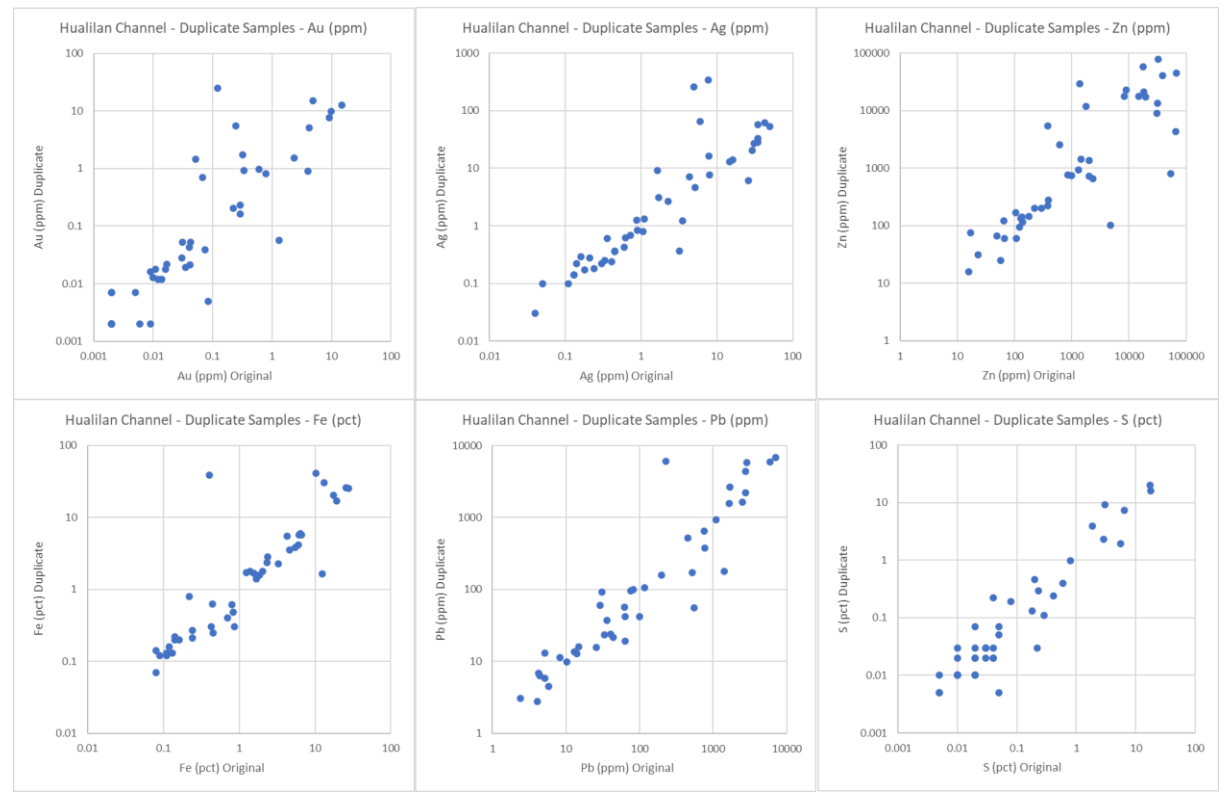 Hualilan Channel - Duplicate Samples - Au (ppm)
100
10
1
0.1
0.01
0.001
0.001 0.01 0.1 1 10 100
Au (ppm) Duplicate
Au (ppm) Original
Hualilan Channel - Duplicate Samples - Ag (ppm)
1000
100
10
1
0.1
0.01
0.01 0.1 1 10 100
Ag (ppm) Duplicate
Ag (ppm) Original
Hualilan Channel - Duplicate Samples - Zn (ppm)
100000
10000
1000
100
10
1
1 10 100 1000 10000 100000
Zn (ppm) Duplicate
Zn (ppm) Original
Hualilan Channel - Duplicate Samples - Fe (pct)
100
10
1
0.1
0.01
0.01 0.1 1 10 100
Fe (pct) Duplicate
Fe (pct) Original
Hualilan Channel - Duplicate Samples - Pb (ppm)
10000
1000
100
10
1
1 10 100 1000 10000
Pb (ppm) Duplicate
Pb (ppm) Original
Hualilan Channel - Duplicate Samples - S (pct)
100
10
1
0.1
0.01
0.001
0.001 0.01 0.1 1 10 100
S (pct) Duplicate
S (pct) Original